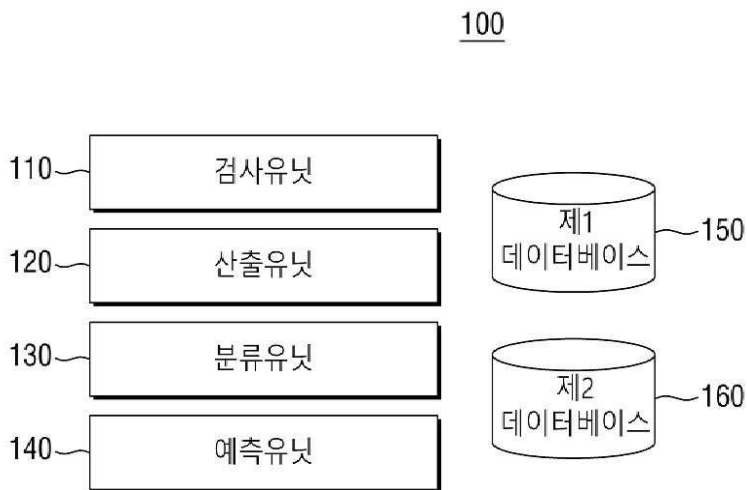 100
110 검사유닛
120 산출유닛
130 분류유닛
140 예측유닛
제1
데이터베이스 150
제2
데이터베이스 160